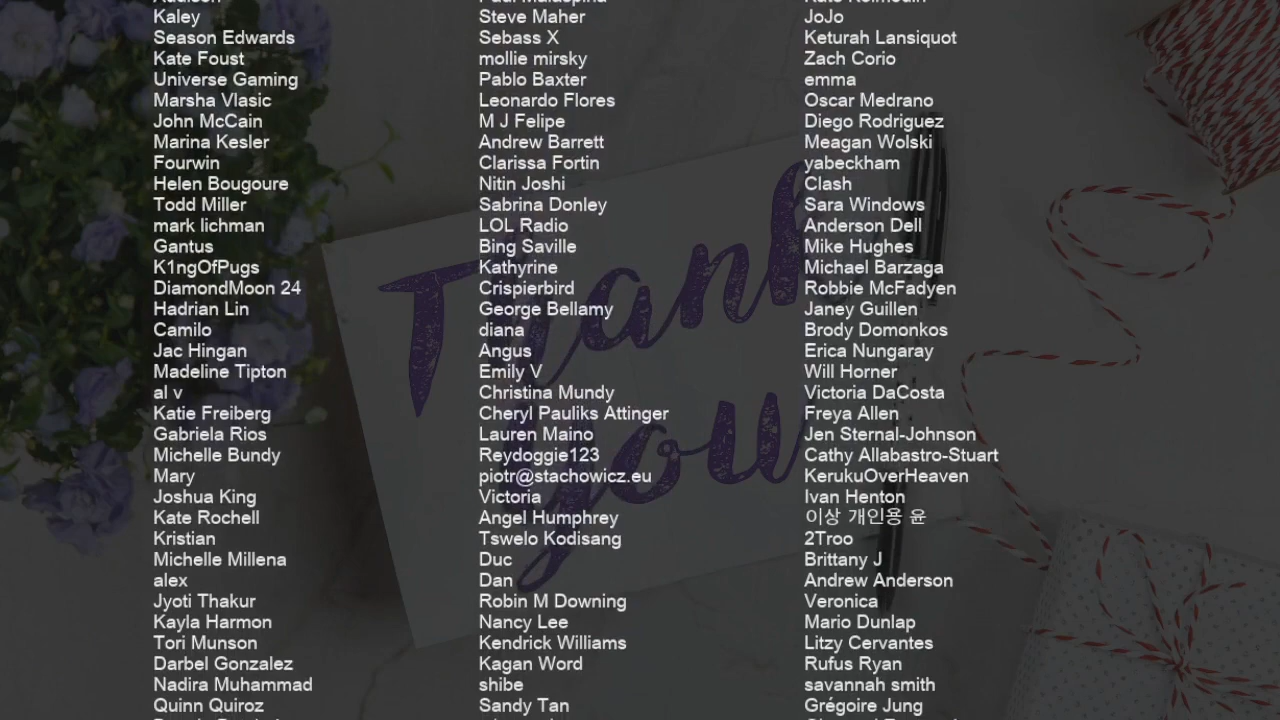 Kaley
Season Edwards
Kate Foust
Universe Gaming
Marsha Vlasic
John McCain
Marina Kesler
Fourwin
Helen Bougoure
Todd Miller
mark lichman
Gantus
K1ngOfPugs
DiamondMoon 24
Hadrian Lin
Camilo
Jac Hingan
Madeline Tipton
al v
Katie Freiberg
Gabriela Rios
Michelle Bundy
Mary
Joshua King
Kate Rochell
Kristian
Michelle Millena
alex
Jyoti Thakur
Kayla Harmon
Tori Munson
Darbel Gonzalez
Nadira Muhammad
Quinn Quiroz
Steve Maher
Sebass X
mollie mirsky
Pablo Baxter
Leonardo Flores
M J Felipe
Andrew Barrett
Clarissa Fortin
Nitin Joshi
Sabrina Donley
LOL Radio
Bing Saville
Kathyrine
Crispierbird
George Bellamy
diana
Angus
Emily V
Christina Mundy
Cheryl Pauliks Attinger
Lauren Maino
Reydoggie123
piotr@stachowicz.eu
Victoria
Angel Humphrey
Tswelo Kodisang
Duc
Dan
Robin M Downing
Nancy Lee
Kendrick Williams
Kagan Word
shibe
Sandy Tan
JoJo
Keturah Lansiquot
Zach Corio
emma
Oscar Medrano
Diego Rodriguez
Meagan Wolski
yabeckham
Clash
Sara Windows
Anderson Dell
Mike Hughes
Michael Barzaga
Robbie McFadyen
Janey Guillen
Brody Domonkos
Erica Nungaray
Will Horner
Victoria DaCosta
Freya Allen
Jen Sternal-Johnson
Cathy Allabastro-Stuart
KerukuOverHeaven
Ivan Henton
이상 개인용 윤
2Troo
Brittany J
Andrew Anderson
Veronica
Mario Dunlap
Litzy Cervantes
Rufus Ryan
savannah smith
Grégoire Jung
Thank
you